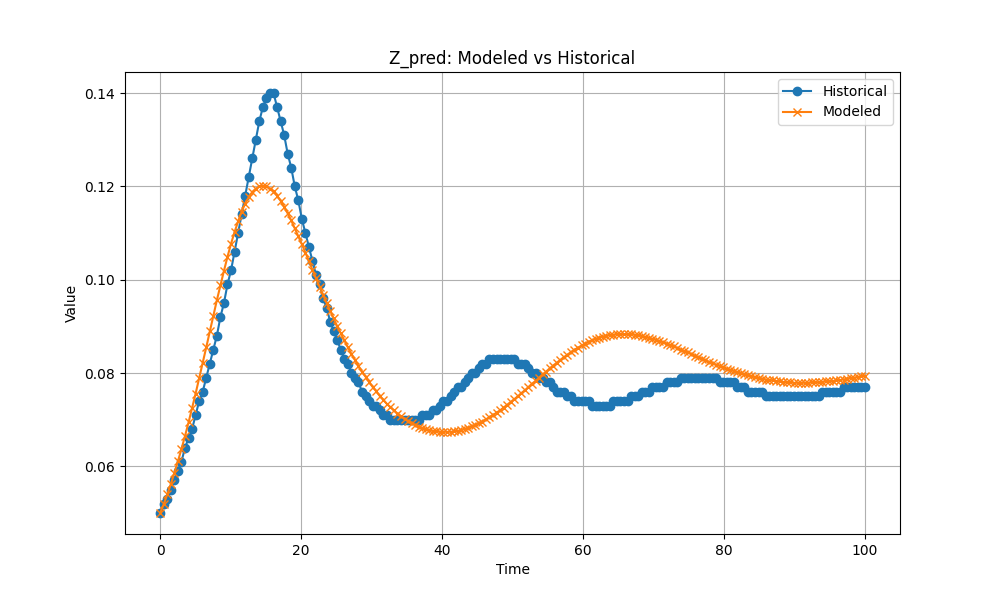 Z_pred: Modeled vs Historical
Historical
Modeled
0.14
0.12
0.10
0.08
0.06
Value
0 20 40 60 80 100
Time